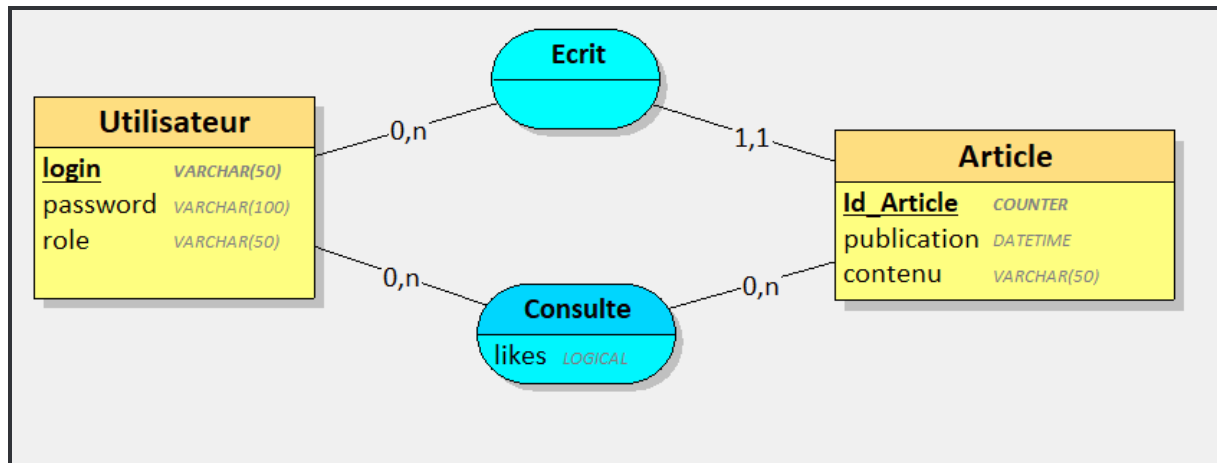 Ecrit
Utilisateur
login VARCHAR(50)
password VARCHAR(100)
role VARCHAR(50)
0,n
1,1
Article
Id_Article COUNTER
publication DATETIME
contenu VARCHAR(50)
0,n
0,n
Consulte
likes LOGICAL